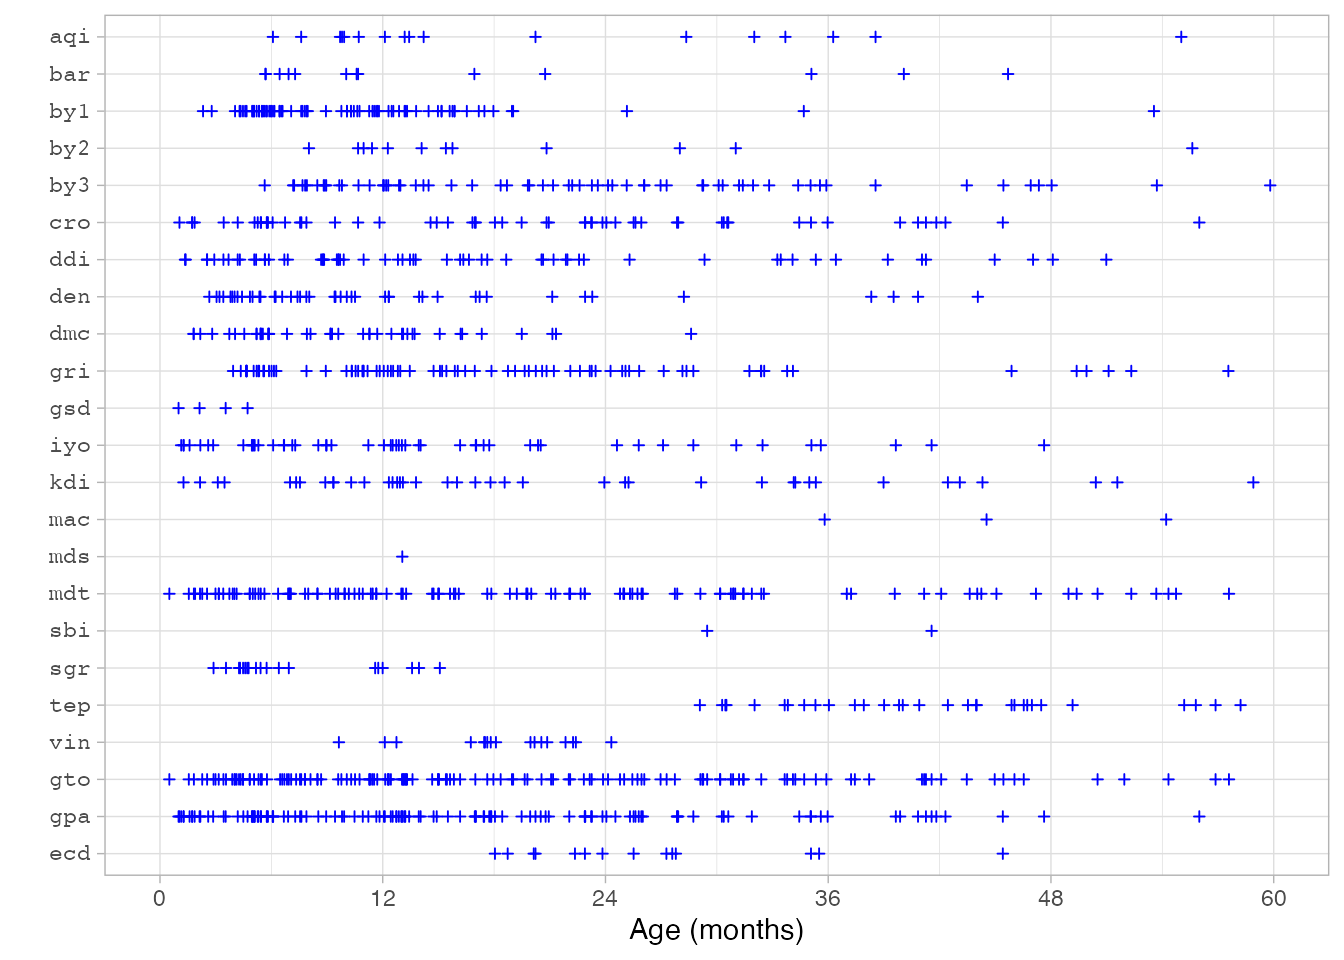 aqi
bar
by1
by2
by3
cro
ddi
den
dmc
gri
gsd
iyo
kdi
mac
mds
mdt
sbi
sgr
tep
vin
gto
gpa
ecd
0 12 24 36 48 60
Age (months)